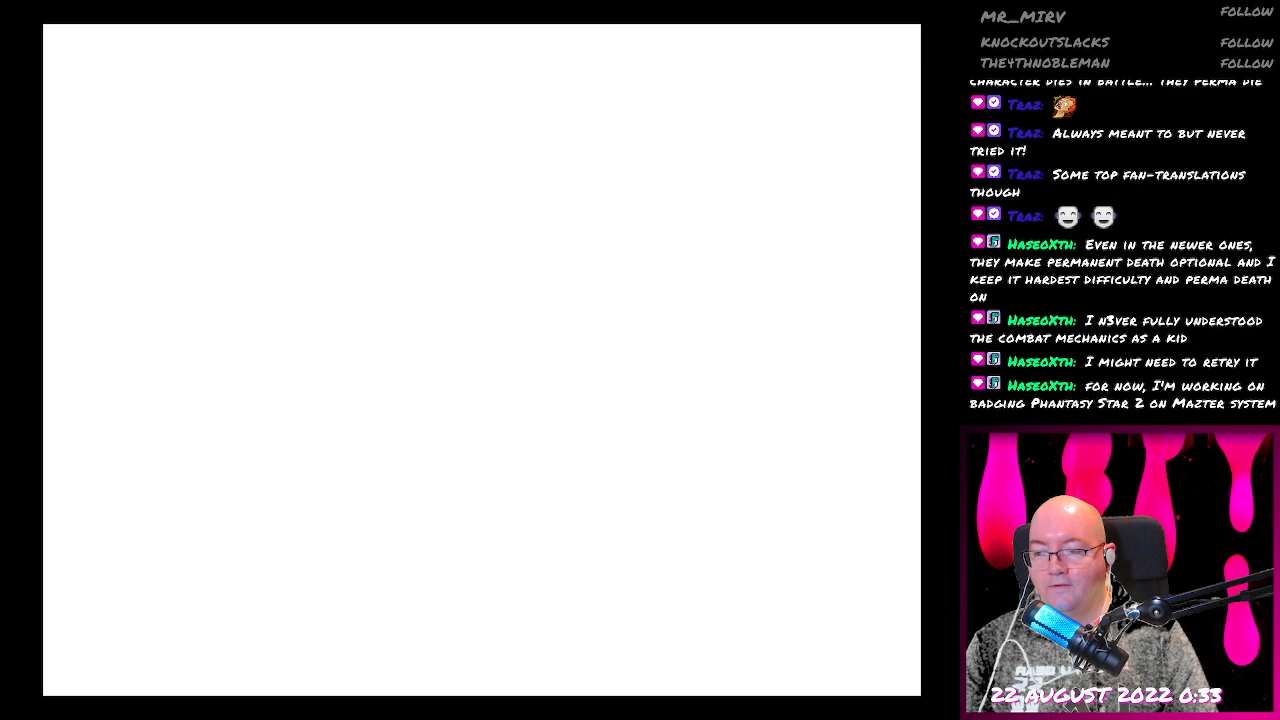 MR_MIRV FOLLOW
KNOCKOUTSLACKS FOLLOW
THE4THNOBLEMAN FOLLOW
CHARACTER DIES IN BATTLE... THEY PERMA DIE
TRAZ:
TRAZ: ALWAYS MEANT TO BUT NEVER
TRIED IT!
TRAZ: SOME TOP FAN-TRANSLATIONS
THOUGH
TRAZ:
HASEOXTH: EVEN IN THE NEWER ONES,
THEY MAKE PERMANENT DEATH OPTIONAL AND I
KEEP IT HARDEST DIFFICULTY AND PERMA DEATH
ON
HASEOXTH: I N3VER FULLY UNDERSTOOD
THE COMBAT MECHANICS AS A KID
HASEOXTH: I MIGHT NEED TO RETRY IT
HASEOXTH: FOR NOW, I'M WORKING ON
BADGING PHANTASY STAR 2 ON MAZTER SYSTEM
22 AUGUST 2022 0:33